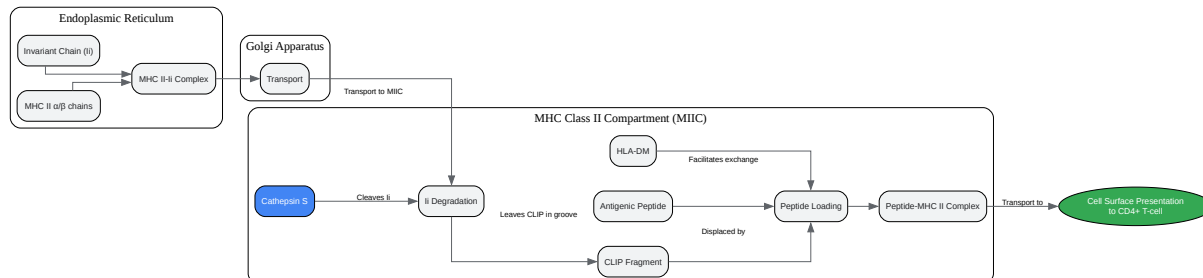 Endoplasmic Reticulum
Invariant Chain (Ii)
MHC II-Ii Complex
MHC II α/β chains
Golgi Apparatus
Transport
Transport to MIIC
MHC Class II Compartment (MIIC)
HLA-DM
Facilitates exchange
Cathepsin S
Cleaves Ii
Ii Degradation
Leaves CLIP in groove
Antigenic Peptide
Peptide Loading
Peptide-MHC II Complex
Transport to
Cell Surface Presentation
to CD4+ T-cell
Displaced by
CLIP Fragment